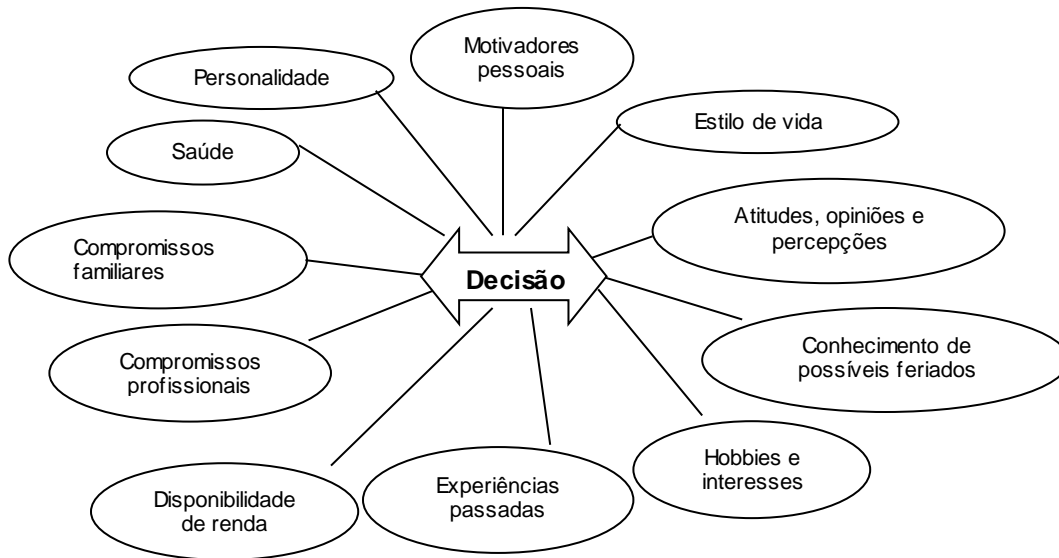 Motivadores
pessoais
Personalidade
Estilo de vida
Saúde
Atitudes, opiniões e
percepções
Compromissos
familiares
Decisão
Compromissos
profissionais
Conhecimento de
possíveis feriados
Hobbies e
interesses
Disponibilidade
de renda
Experiências
passadas